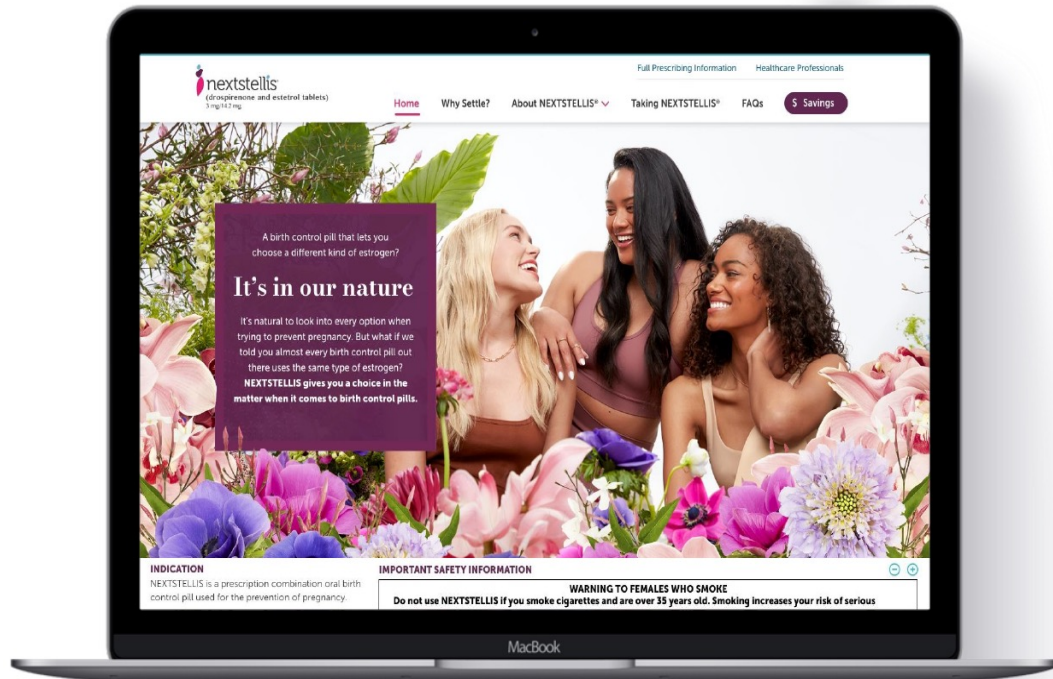 Full Prescribing Information Healthcare Professionals
nextstellis®
(drospirenone and estetrol tablets)
3 mg/14.2 mg
Home Why Settle? About NEXTSTELLIS® Taking NEXTSTELLIS® FAQs $ Savings
A birth control pill that lets you
choose a different kind of estrogen?
It's in our nature
It's natural to look into every option when
trying to prevent pregnancy. But what if we
told you almost every birth control pill out
there uses the same type of estrogen?
NEXTSTELLIS gives you a choice in the
matter when it comes to birth control pills.
INDICATION
NEXTSTELLIS is a prescription combination oral birth
control pill used for the prevention of pregnancy.
IMPORTANT SAFETY INFORMATION
WARNING TO FEMALES WHO SMOKE
Do not use NEXTSTELLIS if you smoke cigarettes and are over 35 years old. Smoking increases your risk of serious
MacBook